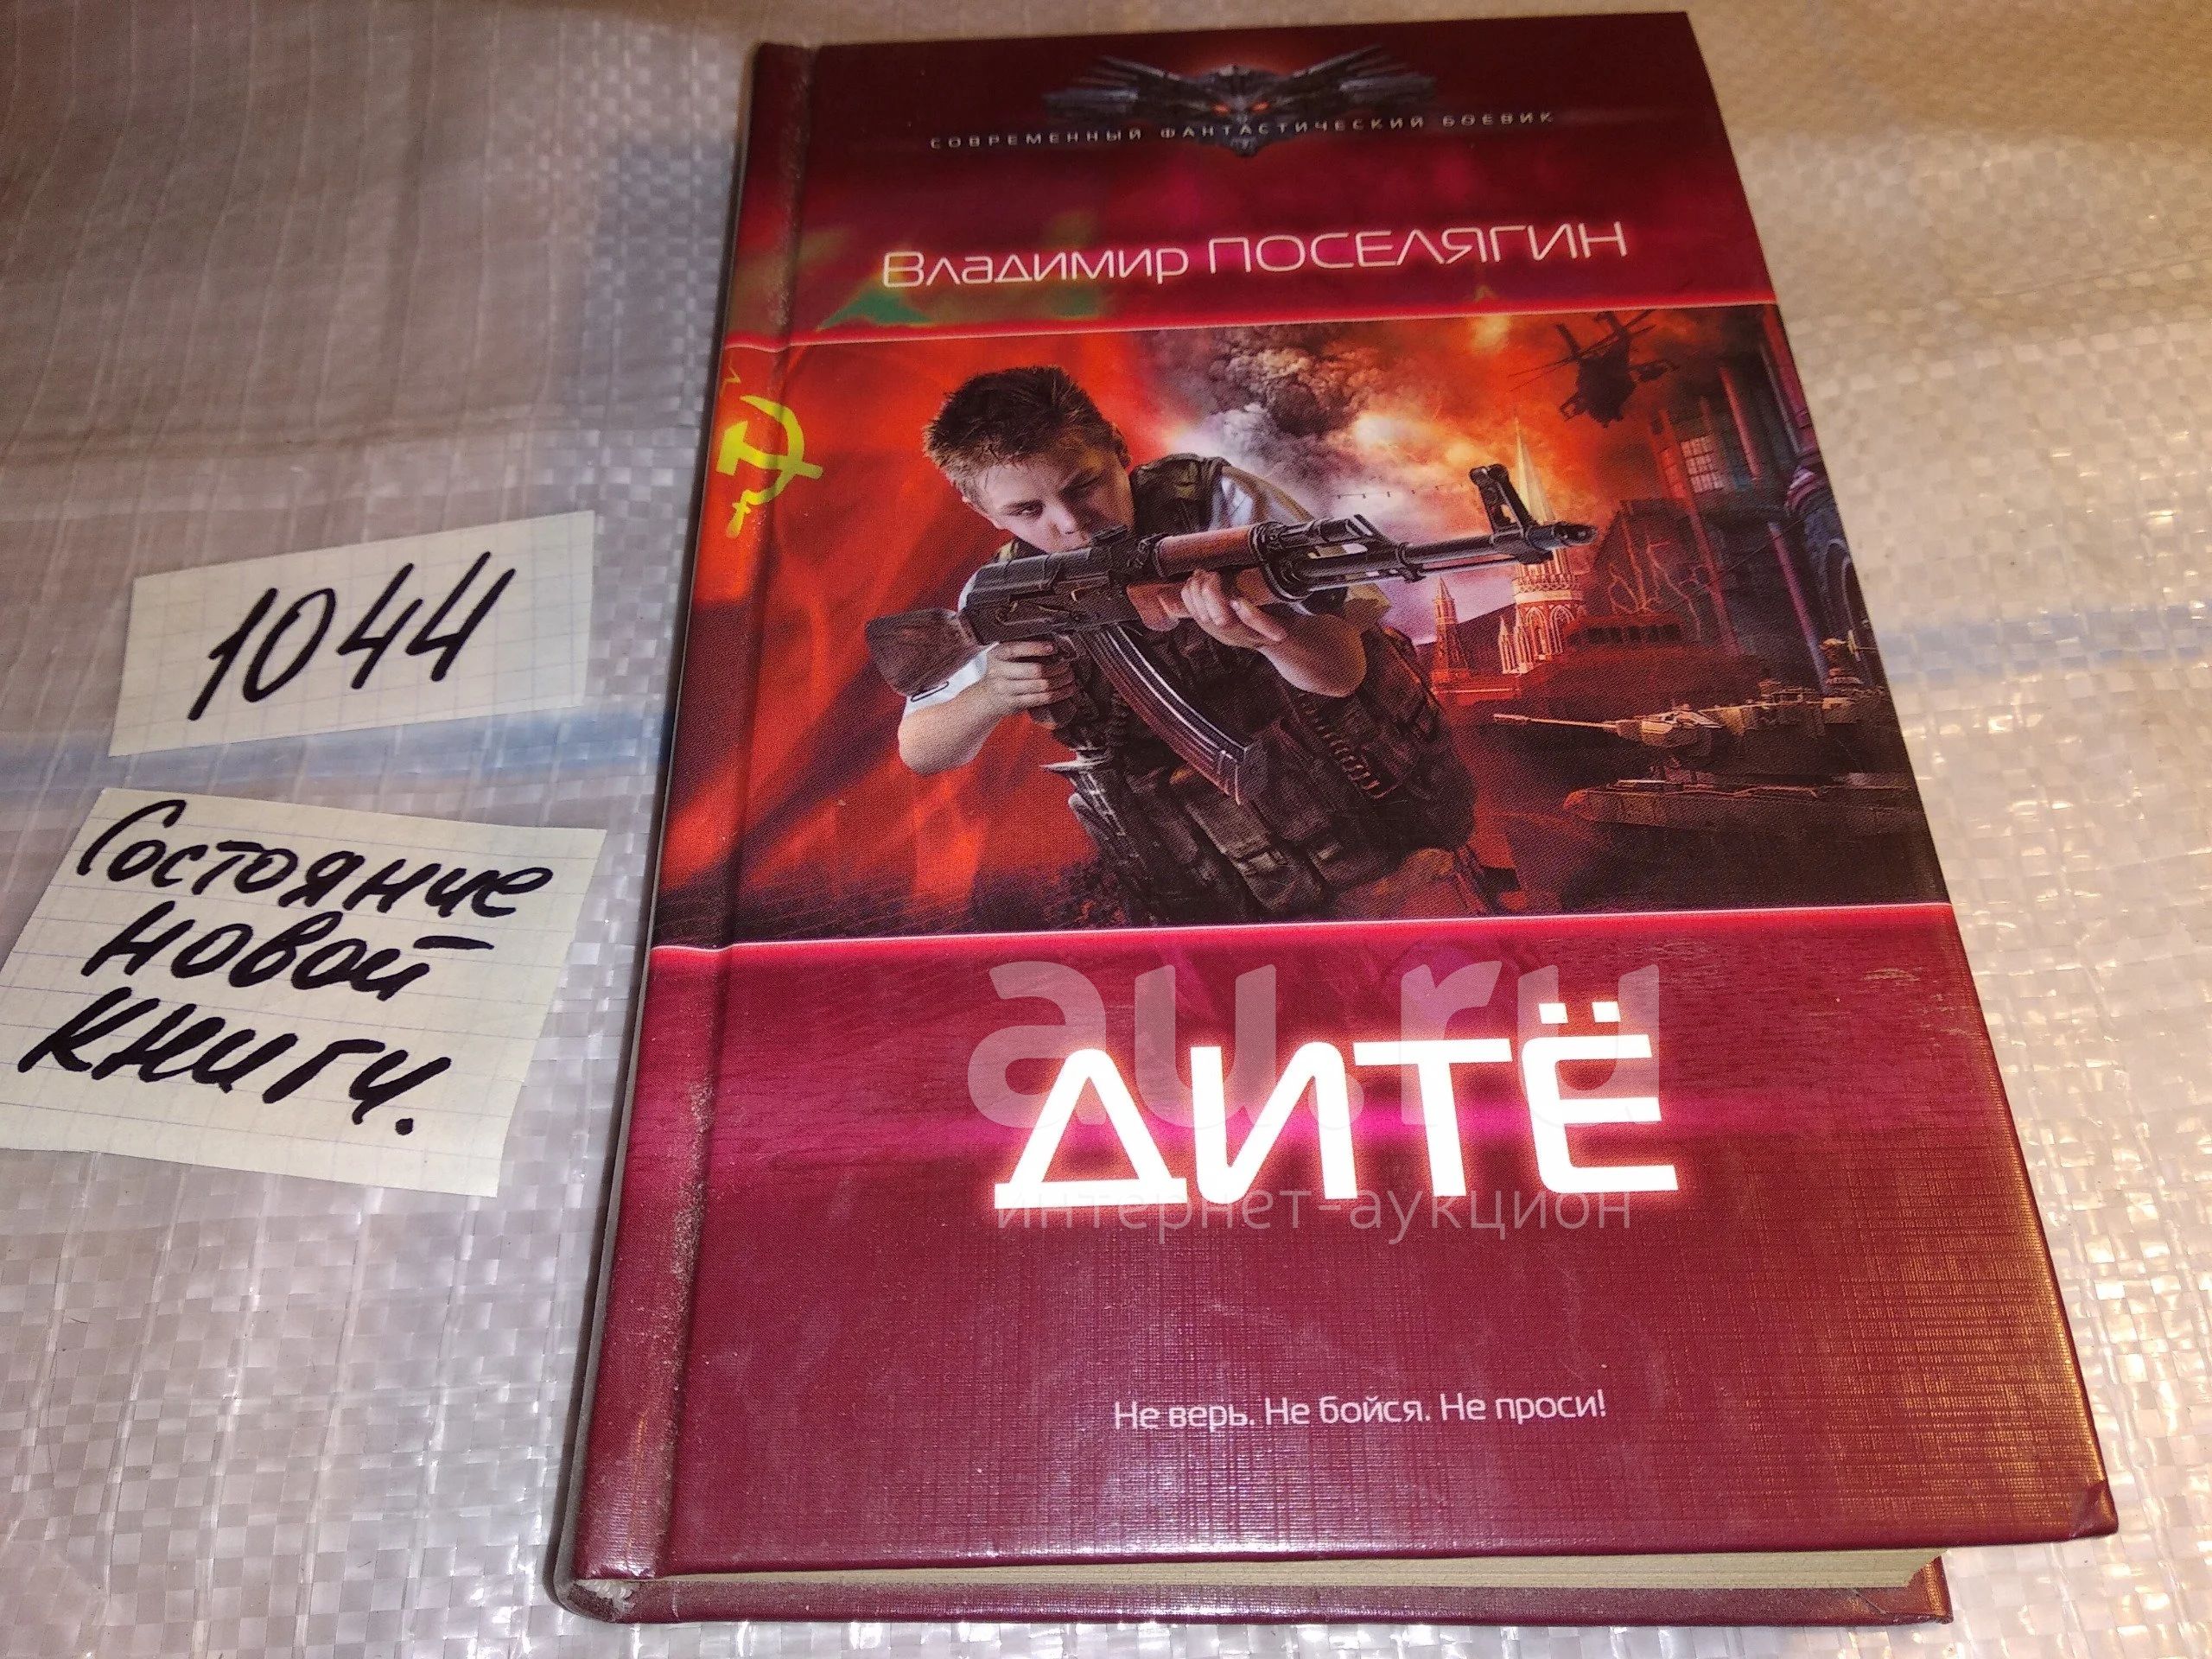 СОВРЕМЕННЫЙ ФАНТАСТИЧЕСКИЙ БОЕВИК
Владимир ПОСЕЛЯГИН
1044
Состояние
новой
книги.
au.ru
ДИТЁ
интернет-аукцион
Не верь. Не бойся. Не проси!